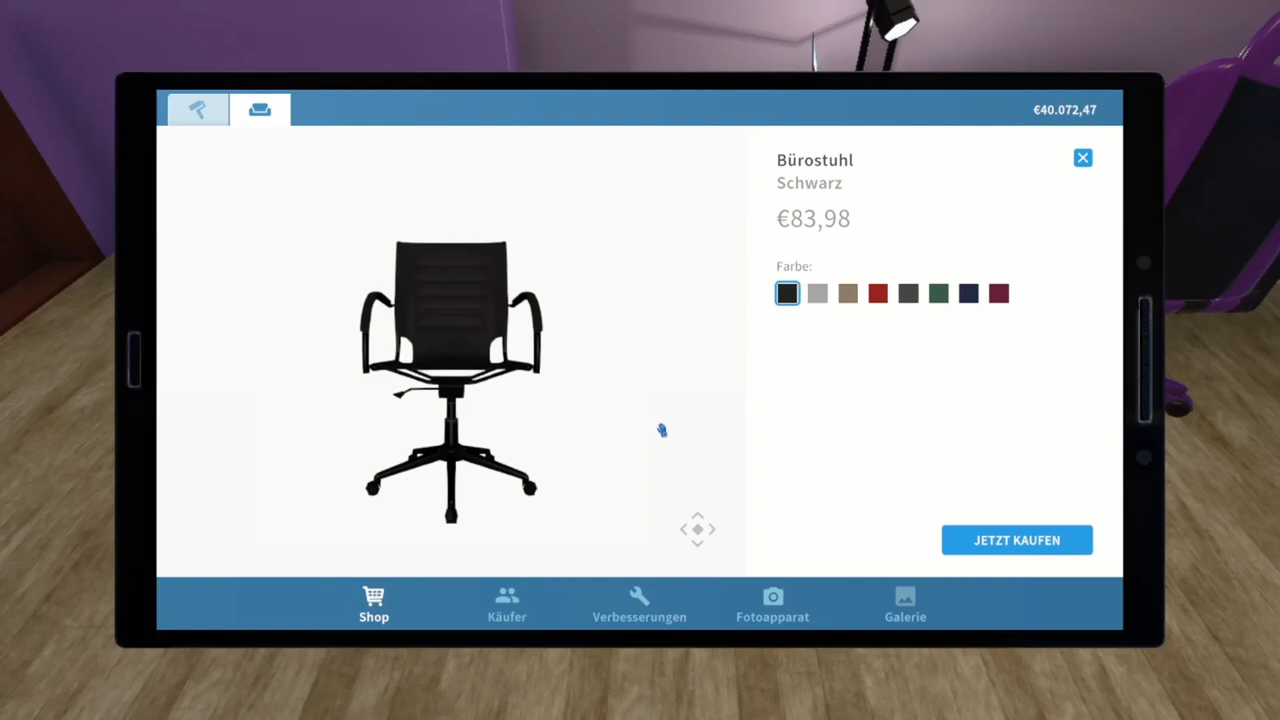 €40.072,47
Bürostuhl
Schwarz
€83,98
Farbe:
JETZT KAUFEN
Shop
Käufer
Verbesserungen
Fotoapparat
Galerie